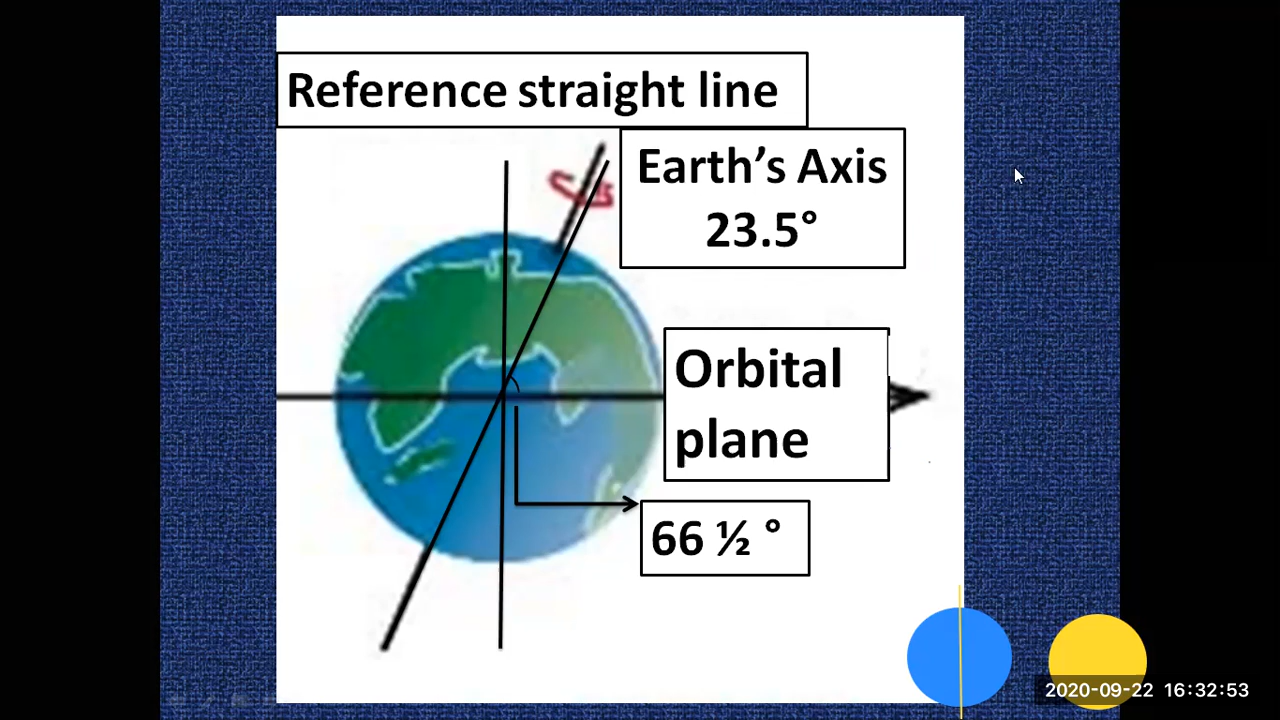 Reference straight line
Earth’s Axis
23.5°
Orbital
plane
66 ½ °
2020-09-22 16:32:53